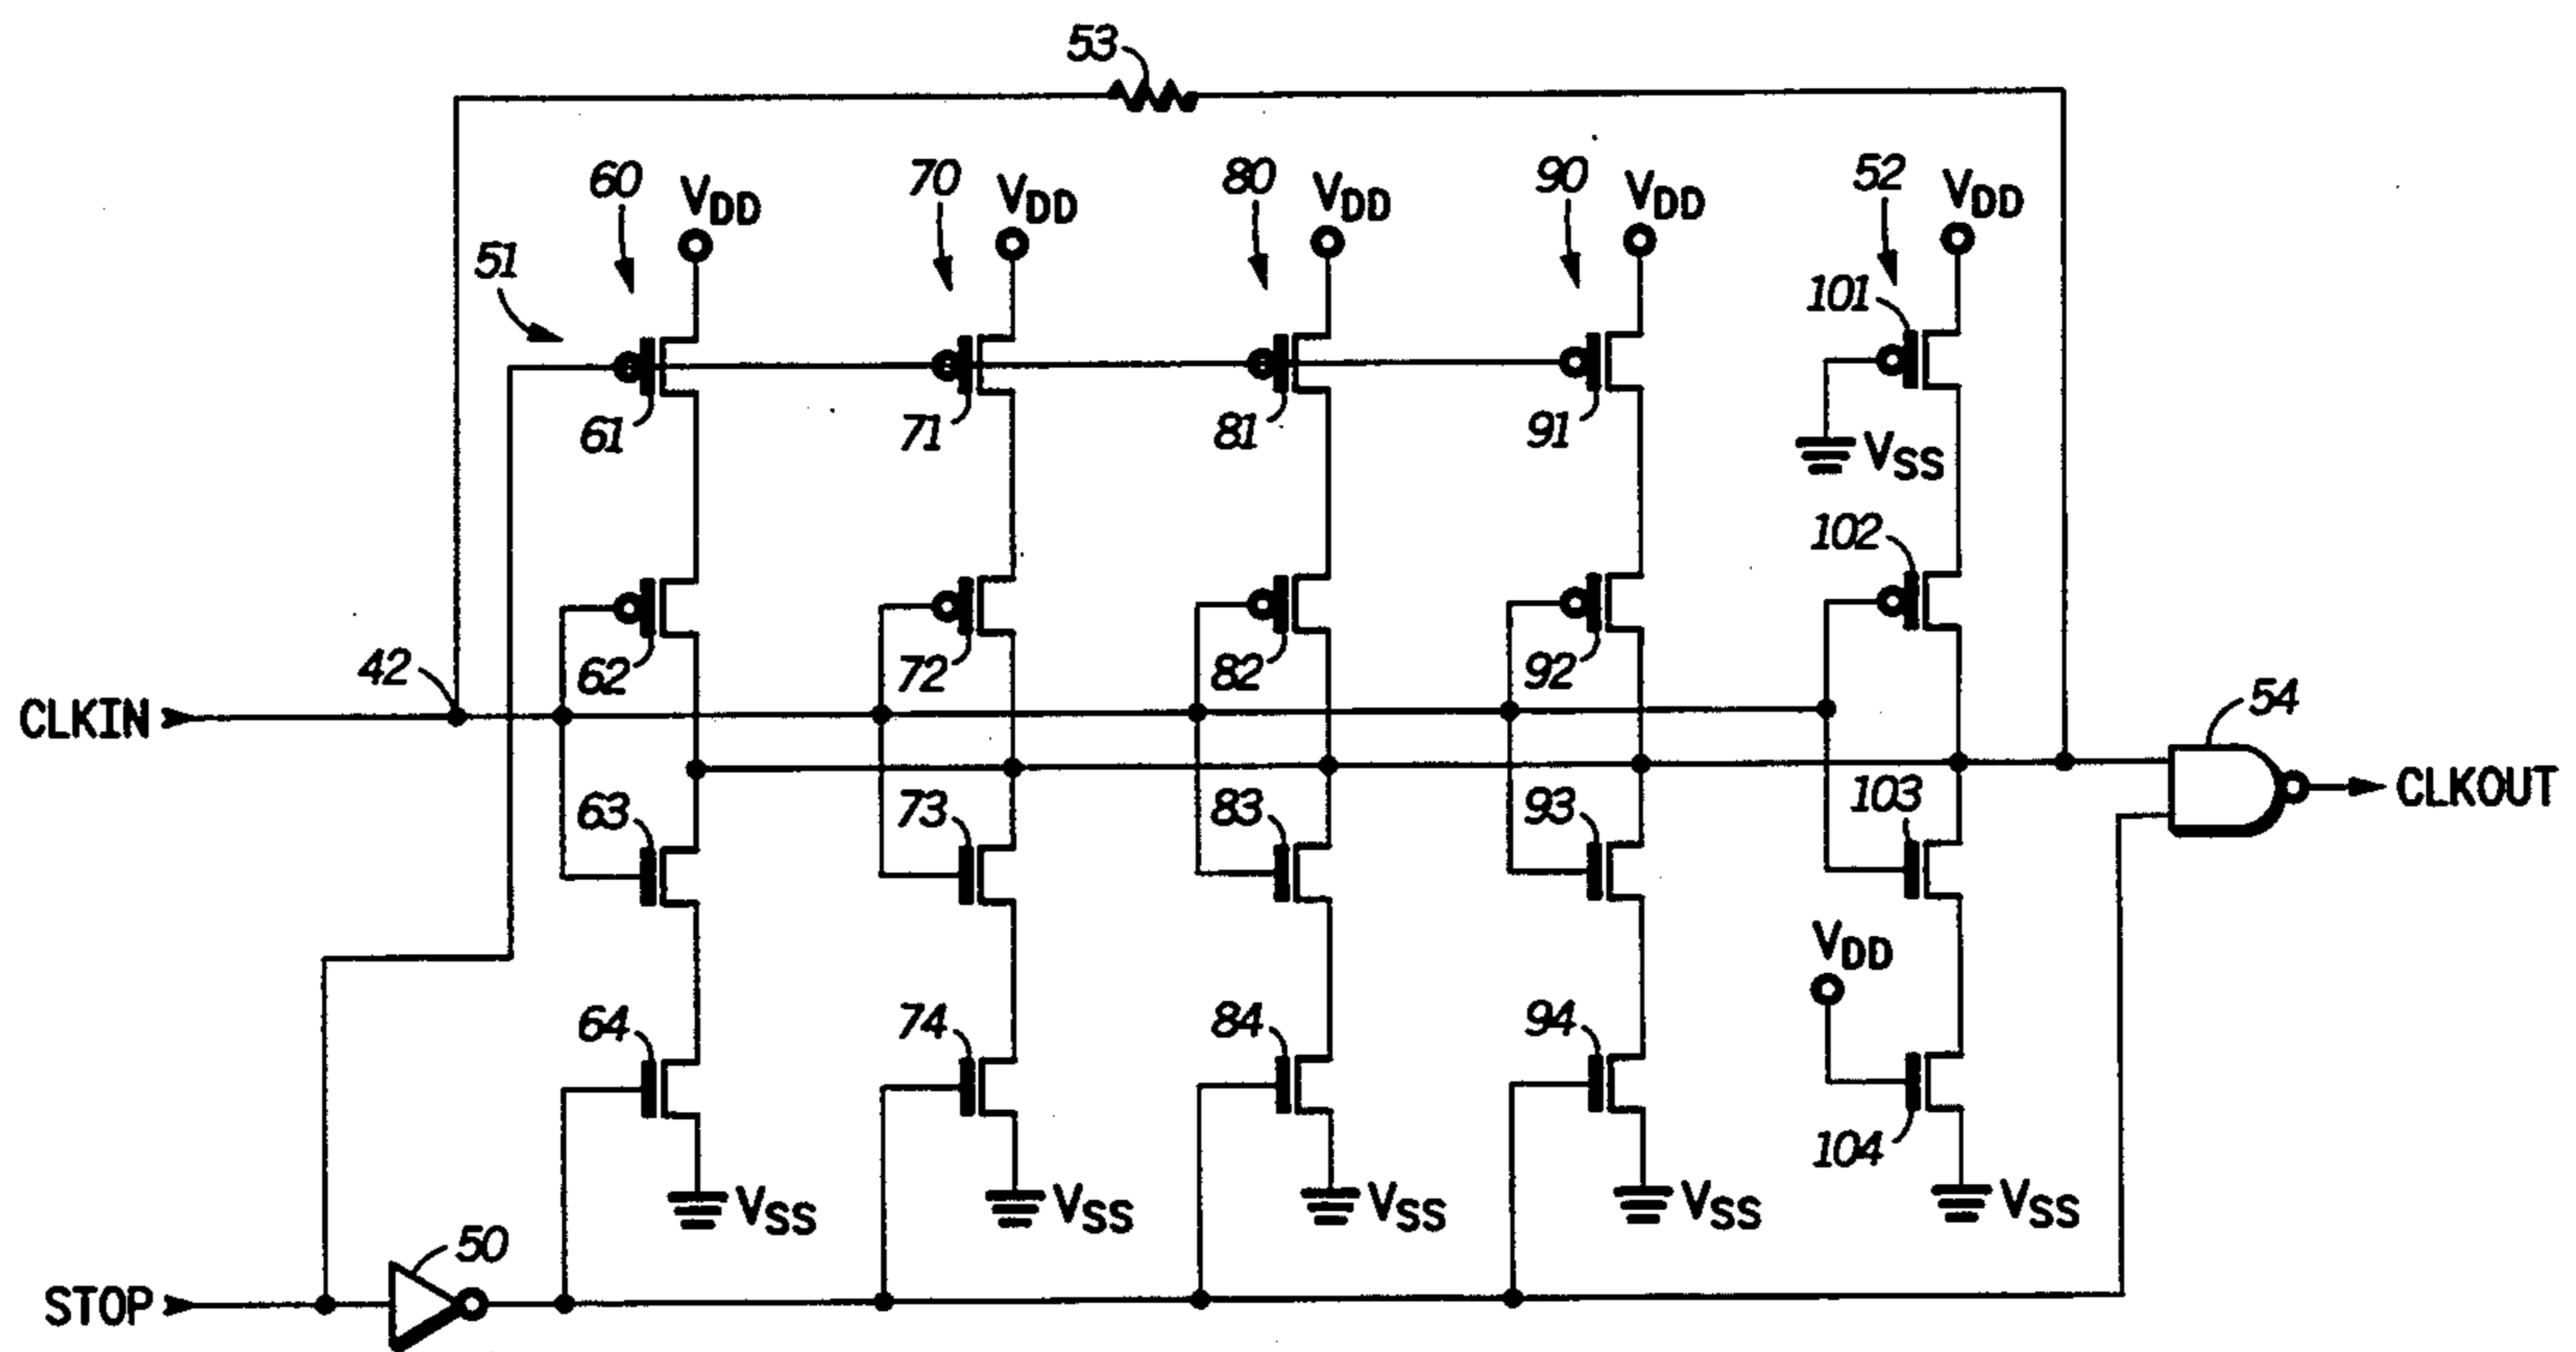 53
60 VDD 70 VDD 80 VDD 90 VDD 52 VDD
51 101
61 71 81 91 VSS
102
42 62 72 82 92 54
CLKIN
63 73 83 93 103 CLKOUT
VDD
64 74 84 94
104
VSS VSS VSS VSS VSS
50
STOP